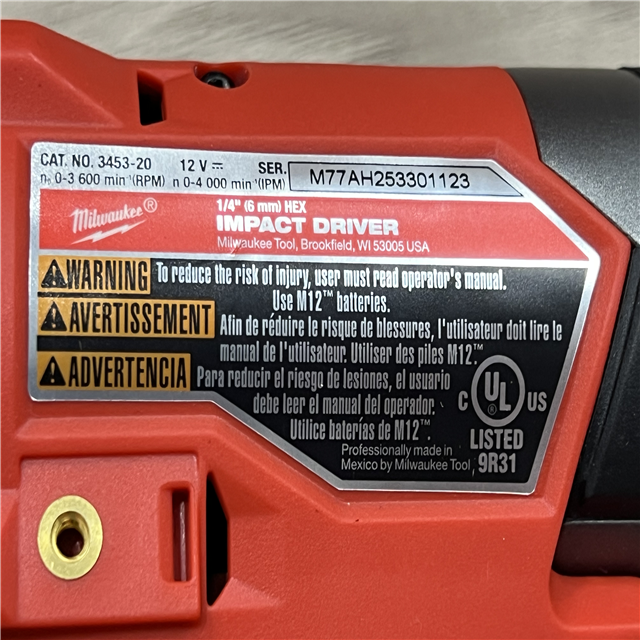 CAT. NO. 3453-20 12 V ⎓ SER. M77AH253301123
n₀ 0-3 600 min⁻¹(RPM) n 0-4 000 min⁻¹(IPM)
Milwaukee®
1/4" (6 mm) HEX
IMPACT DRIVER
Milwaukee Tool, Brookfield, WI 53005 USA
WARNING To reduce the risk of injury, user must read operator's manual.
Use M12™ batteries.
AVERTISSEMENT Afin de réduire le risque de blessures, l'utilisateur doit lire le
manual de l'utilisateur. Utiliser des piles M12™
ADVERTENCIA Para reducir el riesgo de lesiones, el usuario
debe leer el manual del operador.
Utilice baterías de M12™.
Professionally made in
Mexico by Milwaukee Tool
C UL US
LISTED
9R31